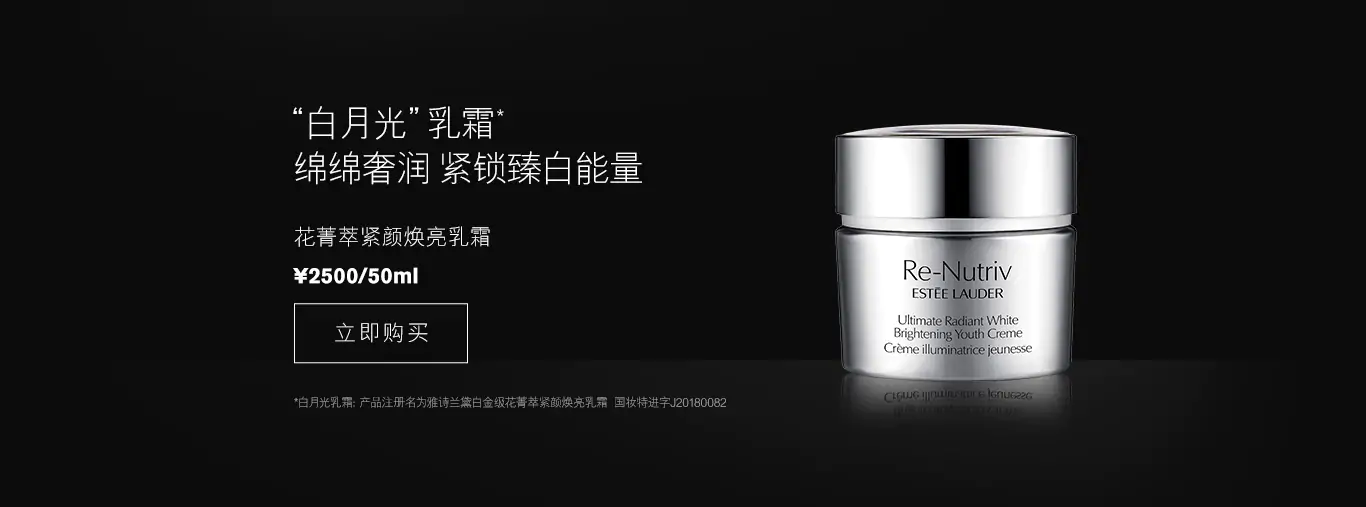 “白月光”乳霜*
绵绵奢润 紧锁臻白能量
花菁萃紧颜焕亮乳霜
¥2500/50ml
立即购买
*白月光乳霜: 产品注册名为雅诗兰黛白金级花菁萃紧颜焕亮乳霜 国妆特进字J20180082
Re-Nutriv
ESTĒE LAUDER
Ultimate Radiant White
Brightening Youth Creme
Crème illuminatrice jeunesse